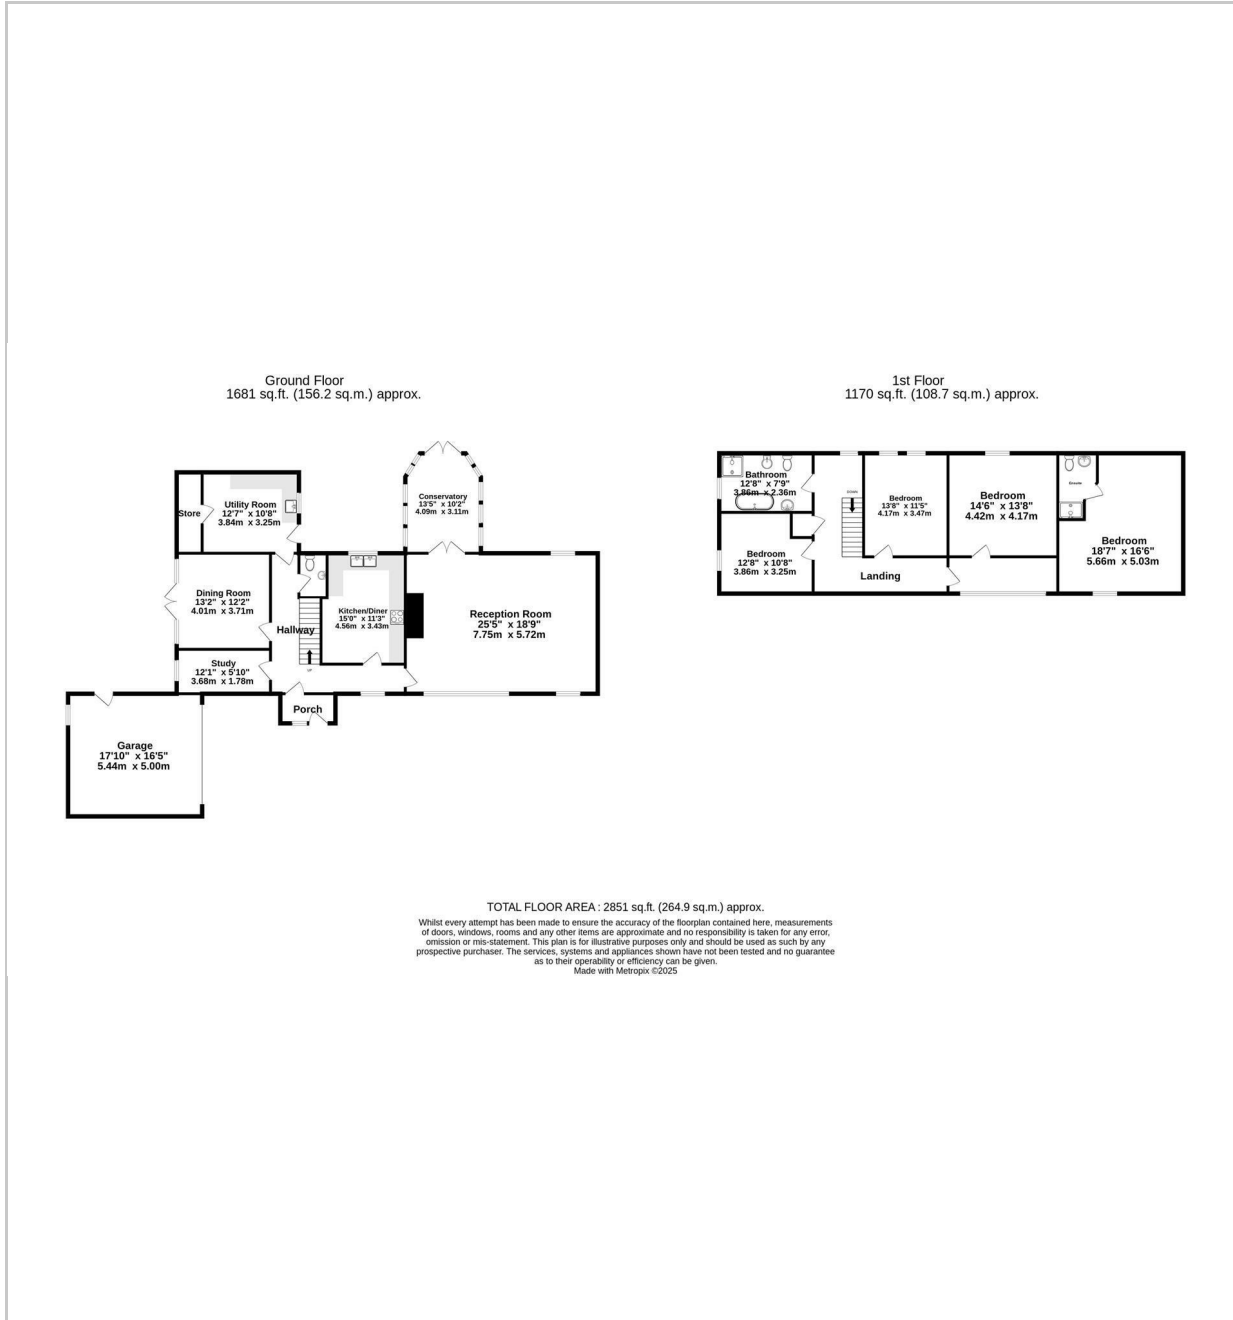 Ground Floor
1681 sq.ft. (156.2 sq.m.) approx.
1st Floor
1170 sq.ft. (108.7 sq.m.) approx.
Store
Utility Room
12'7" x 10'8"
3.84m x 3.25m
Conservatory
13'5" x 10'2"
4.09m x 3.11m
Dining Room
13'2" x 12'2"
4.01m x 3.71m
Hallway
UP
Kitchen/Diner
15'0" x 11'3"
4.56m x 3.43m
Reception Room
25'5" x 18'9"
7.75m x 5.72m
Study
12'1" x 5'10"
3.68m x 1.78m
Porch
Garage
17'10" x 16'5"
5.44m x 5.00m
Bathroom
12'8" x 7'9"
3.86m x 2.36m
DOWN
Bedroom
13'8" x 11'5"
4.17m x 3.47m
Bedroom
14'6" x 13'8"
4.42m x 4.17m
Ensuite
Bedroom
18'7" x 16'6"
5.66m x 5.03m
Bedroom
12'8" x 10'8"
3.86m x 3.25m
Landing
TOTAL FLOOR AREA : 2851 sq.ft. (264.9 sq.m.) approx.
Whilst every attempt has been made to ensure the accuracy of the floorplan contained here, measurements
of doors, windows, rooms and any other items are approximate and no responsibility is taken for any error,
omission or mis-statement. This plan is for illustrative purposes only and should be used as such by any
prospective purchaser. The services, systems and appliances shown have not been tested and no guarantee
as to their operability or efficiency can be given.
Made with Metropix ©2025